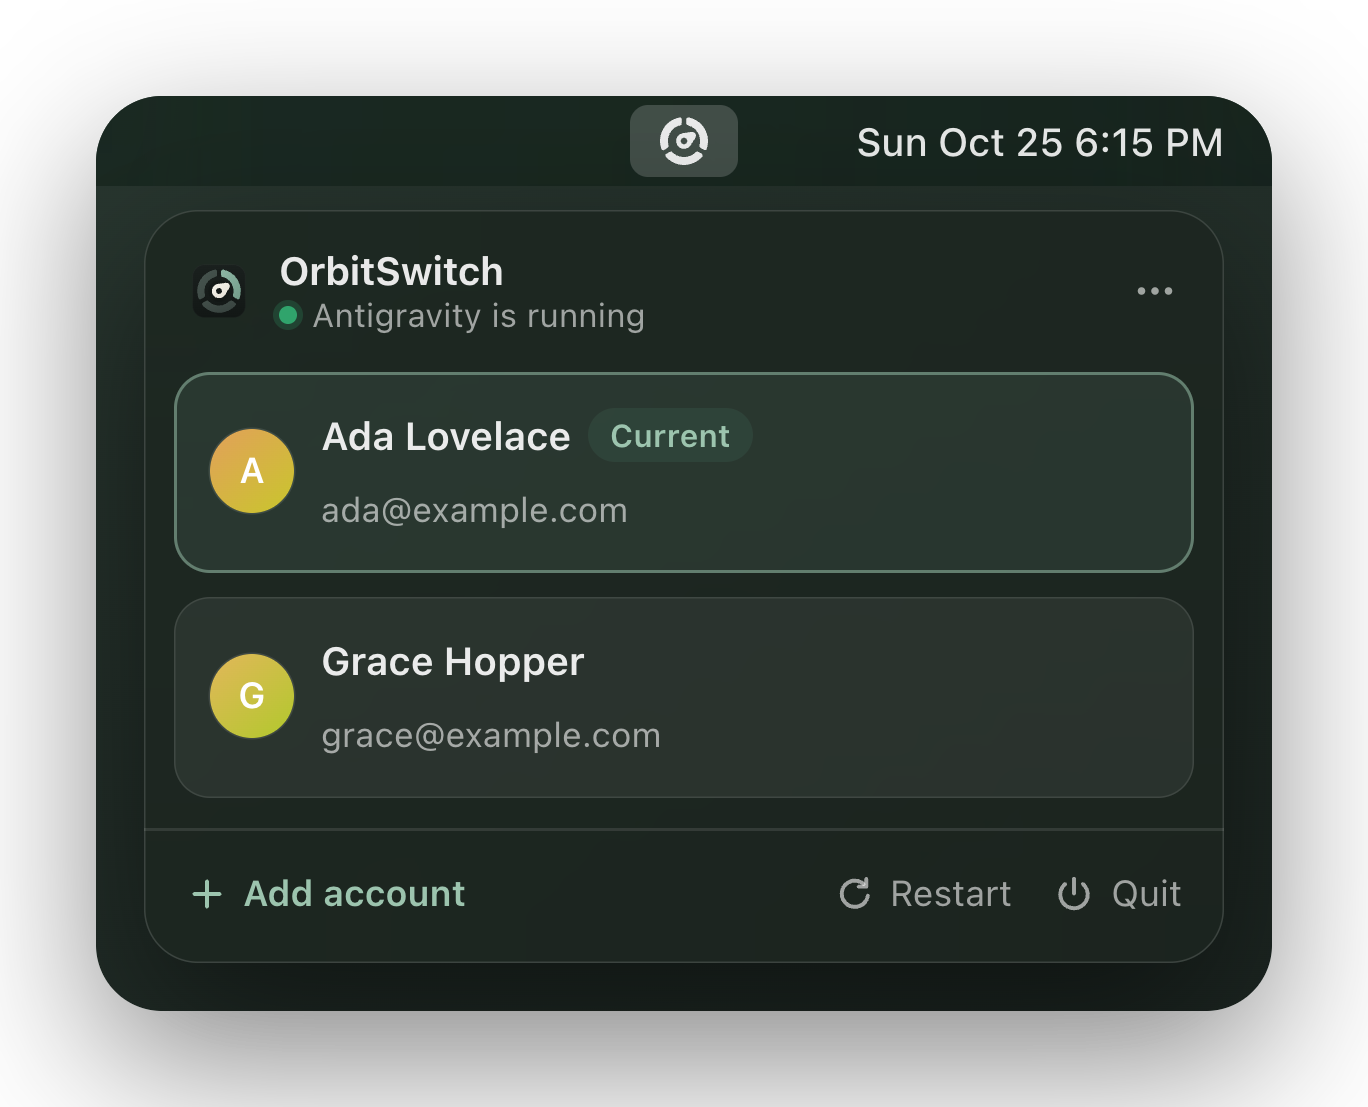 Sun Oct 25 6:15 PM
OrbitSwitch
Antigravity is running
A
Ada Lovelace Current
ada@example.com
G
Grace Hopper
grace@example.com
Add account Restart Quit